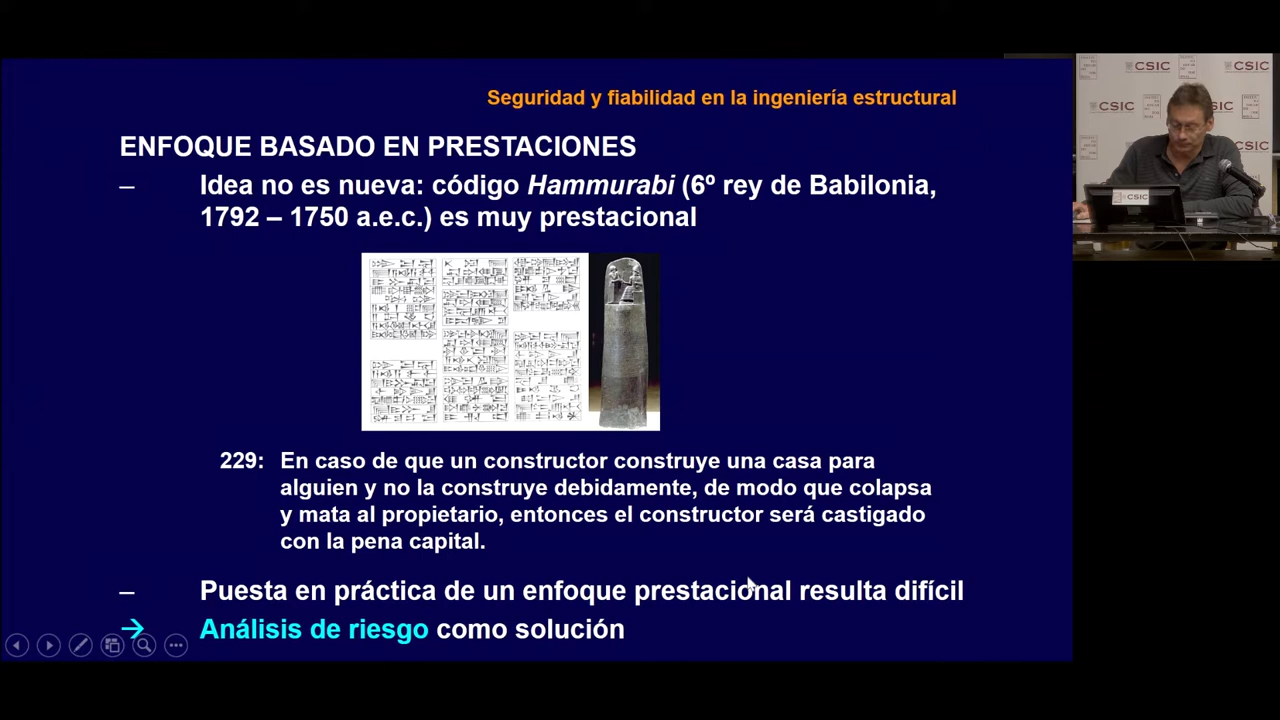 Seguridad y fiabilidad en la ingeniería estructural
ENFOQUE BASADO EN PRESTACIONES
– Idea no es nueva: código Hammurabi (6º rey de Babilonia,
1792 – 1750 a.e.c.) es muy prestacional
229: En caso de que un constructor construye una casa para
alguien y no la construye debidamente, de modo que colapsa
y mata al propietario, entonces el constructor será castigado
con la pena capital.
– Puesta en práctica de un enfoque prestacional resulta difícil
→ Análisis de riesgo como solución
CSIC
CSIC
CSIC
CSIC
CSIC